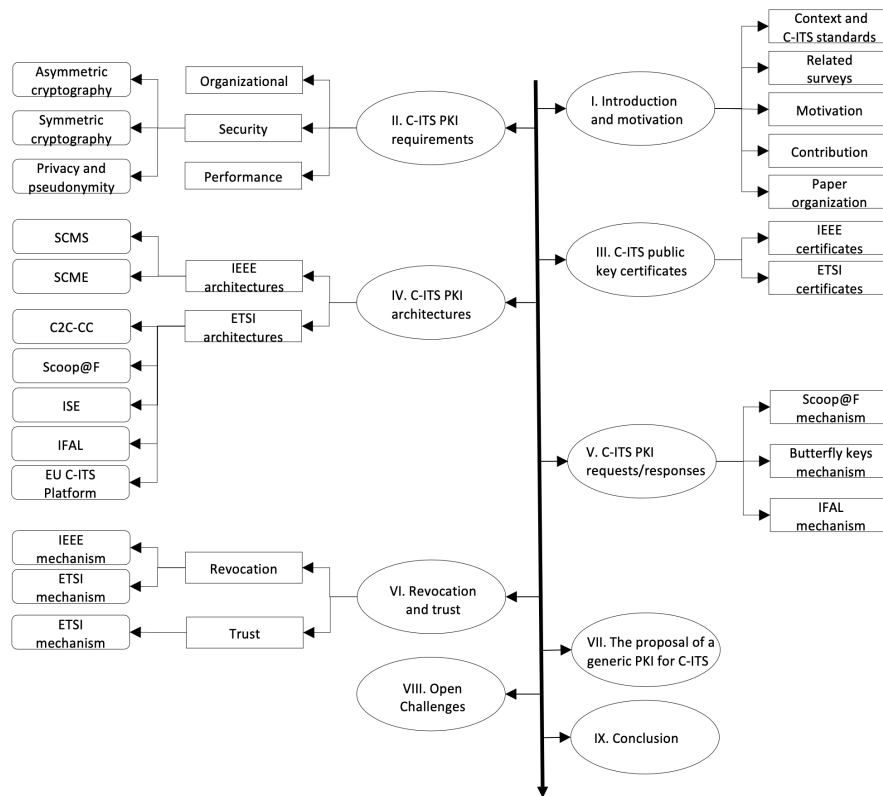 I. Introduction
and motivation
Context and
C-ITS standards
Related
surveys
Motivation
Contribution
Paper
organization
II. C-ITS PKI
requirements
Organizational
Security
Performance
Asymmetric
cryptography
Symmetric
cryptography
Privacy and
pseudonymity
III. C-ITS public
key certificates
IEEE
certificates
ETSI
certificates
IV. C-ITS PKI
architectures
IEEE
architectures
SCMS
SCME
ETSI
architectures
C2C-CC
Scoop@F
ISE
IFAL
EU C-ITS
Platform
V. C-ITS PKI
requests/responses
Scoop@F
mechanism
Butterfly keys
mechanism
IFAL
mechanism
VI. Revocation
and trust
Revocation
IEEE
mechanism
ETSI
mechanism
Trust
ETSI
mechanism
VII. The proposal of a
generic PKI for C-ITS
VIII. Open
Challenges
IX. Conclusion